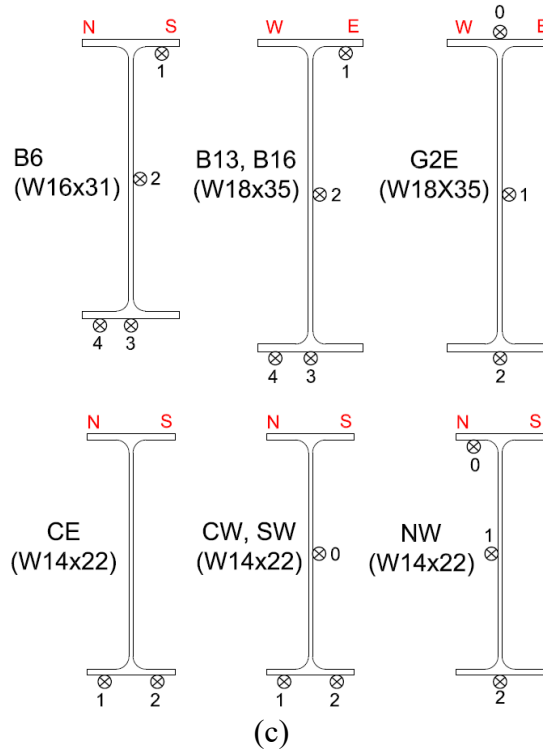 0
N S W E W E
1 1
B6 B13, B16 G2E
(W16x31) (W18x35) (W18X35)
2 2 1
4 3 4 3 2
N S N S N S
0
CE CW, SW NW
(W14x22) (W14x22) (W14x22)
0 1
1 2 1 2 2
(c)